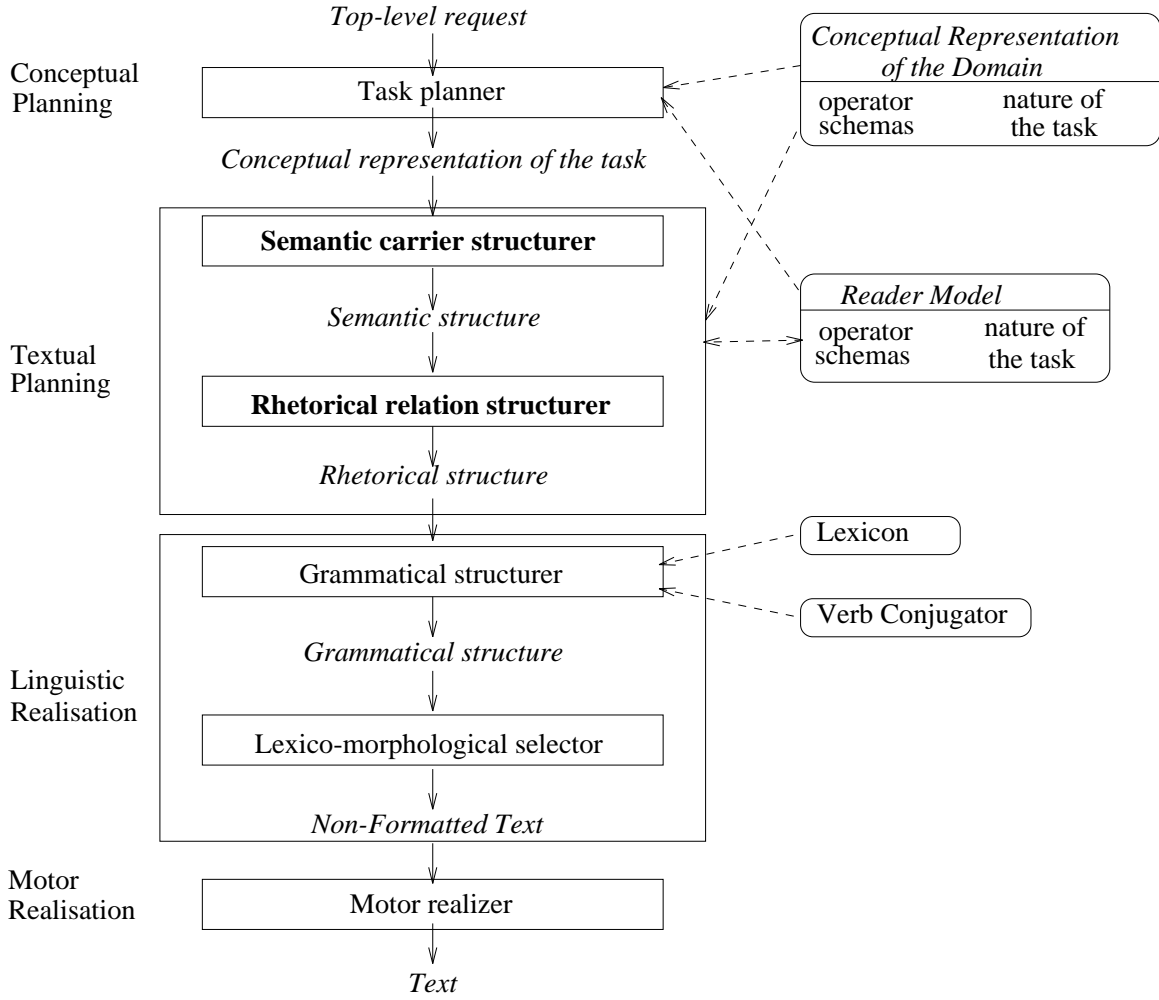 Top-level request
Conceptual
Planning
Task planner
Conceptual representation of the task
Conceptual Representation
of the Domain
operator
schemas
nature of
the task
Textual
Planning
Semantic carrier structurer
Semantic structure
Rhetorical relation structurer
Rhetorical structure
Reader Model
operator
schemas
nature of
the task
Linguistic
Realisation
Grammatical structurer
Grammatical structure
Lexico-morphological selector
Non-Formatted Text
Lexicon
Verb Conjugator
Motor
Realisation
Motor realizer
Text